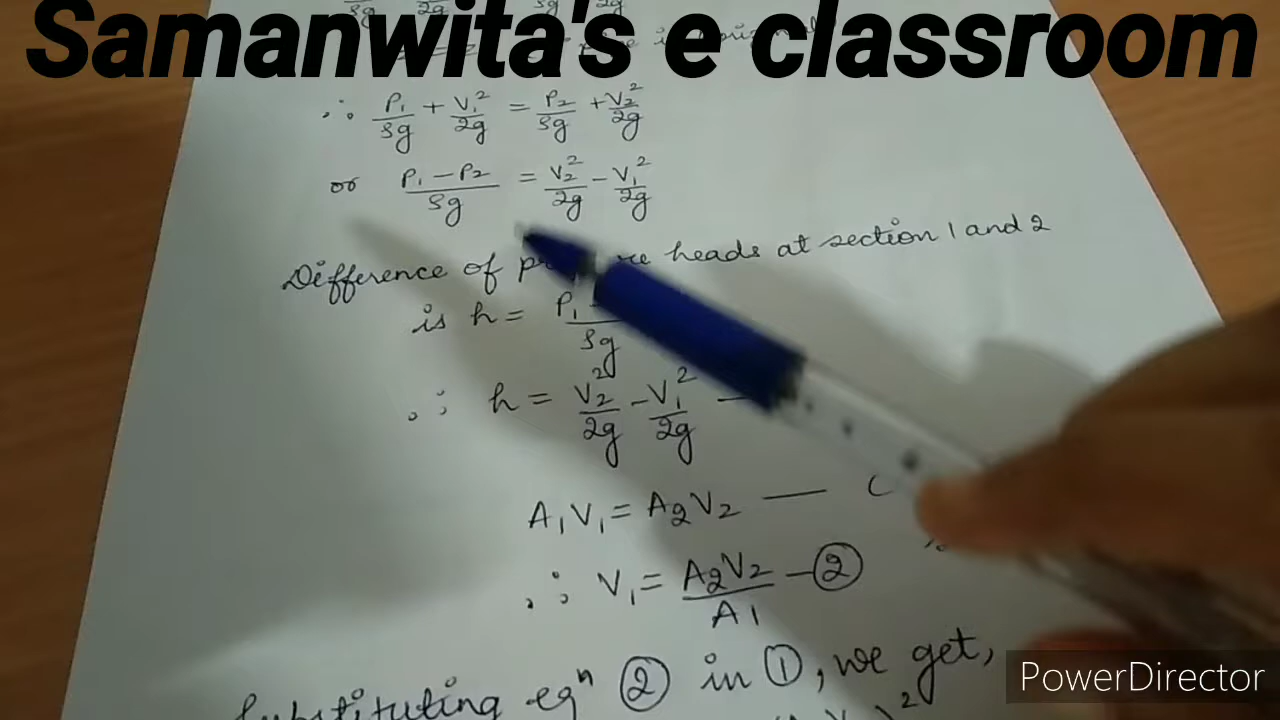 Samanwita's e classroom
∴ P₁/ρg + V₁²/2g = P₂/ρg + V₂²/2g
or (P₁ - P₂)/ρg = V₂²/2g - V₁²/2g
Difference of heads at section 1 and 2
is h = P₁ /ρg
∴ h = V₂²/2g - V₁²/2g —
A₁V₁ = A₂V₂ —
∴ V₁ = A₂V₂/A1 - ②
Substituting eqⁿ ② in ①, we get,
PowerDirector